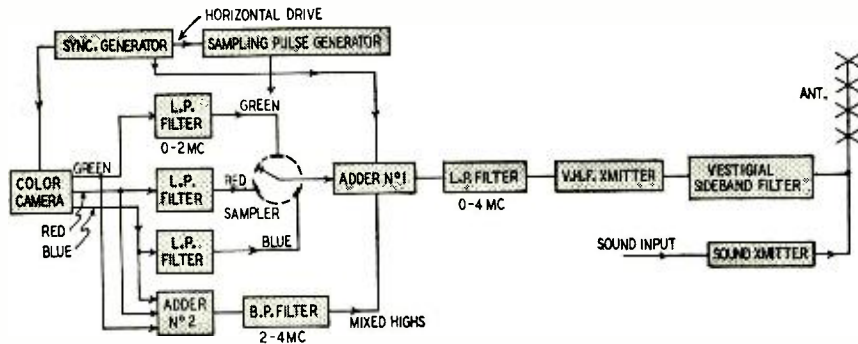 HORIZONTAL DRIVE
SYNC. GENERATOR
SAMPLING PULSE GENERATOR
ANT.
L.P.
FILTER
0-2MC
GREEN
GREEN
COLOR
CAMERA
RED
BLUE
L.P.
FILTER
RED
SAMPLER
L.P.
FILTER
BLUE
ADDER
Nº2
B.P. FILTER
2-4MC
MIXED HIGHS
ADDER Nº1
L.P. FILTER
0-4 MC
V.H.F. XMITTER
VESTIGIAL
SIDEBAND FILTER
SOUND INPUT
SOUND XMITTER